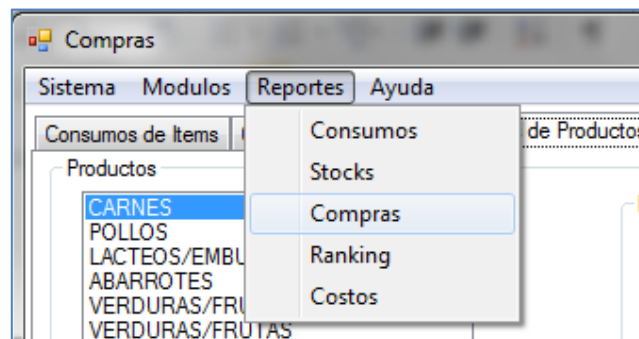 Compras
Sistema Modulos Reportes Ayuda
Consumos de Items
de Productos
Productos
CARNES
POLLOS
LACTEOS/EMBU
ABARROTES
VERDURAS/FRU
VERDURAS/FRUTAS
Consumos
Stocks
Compras
Ranking
Costos